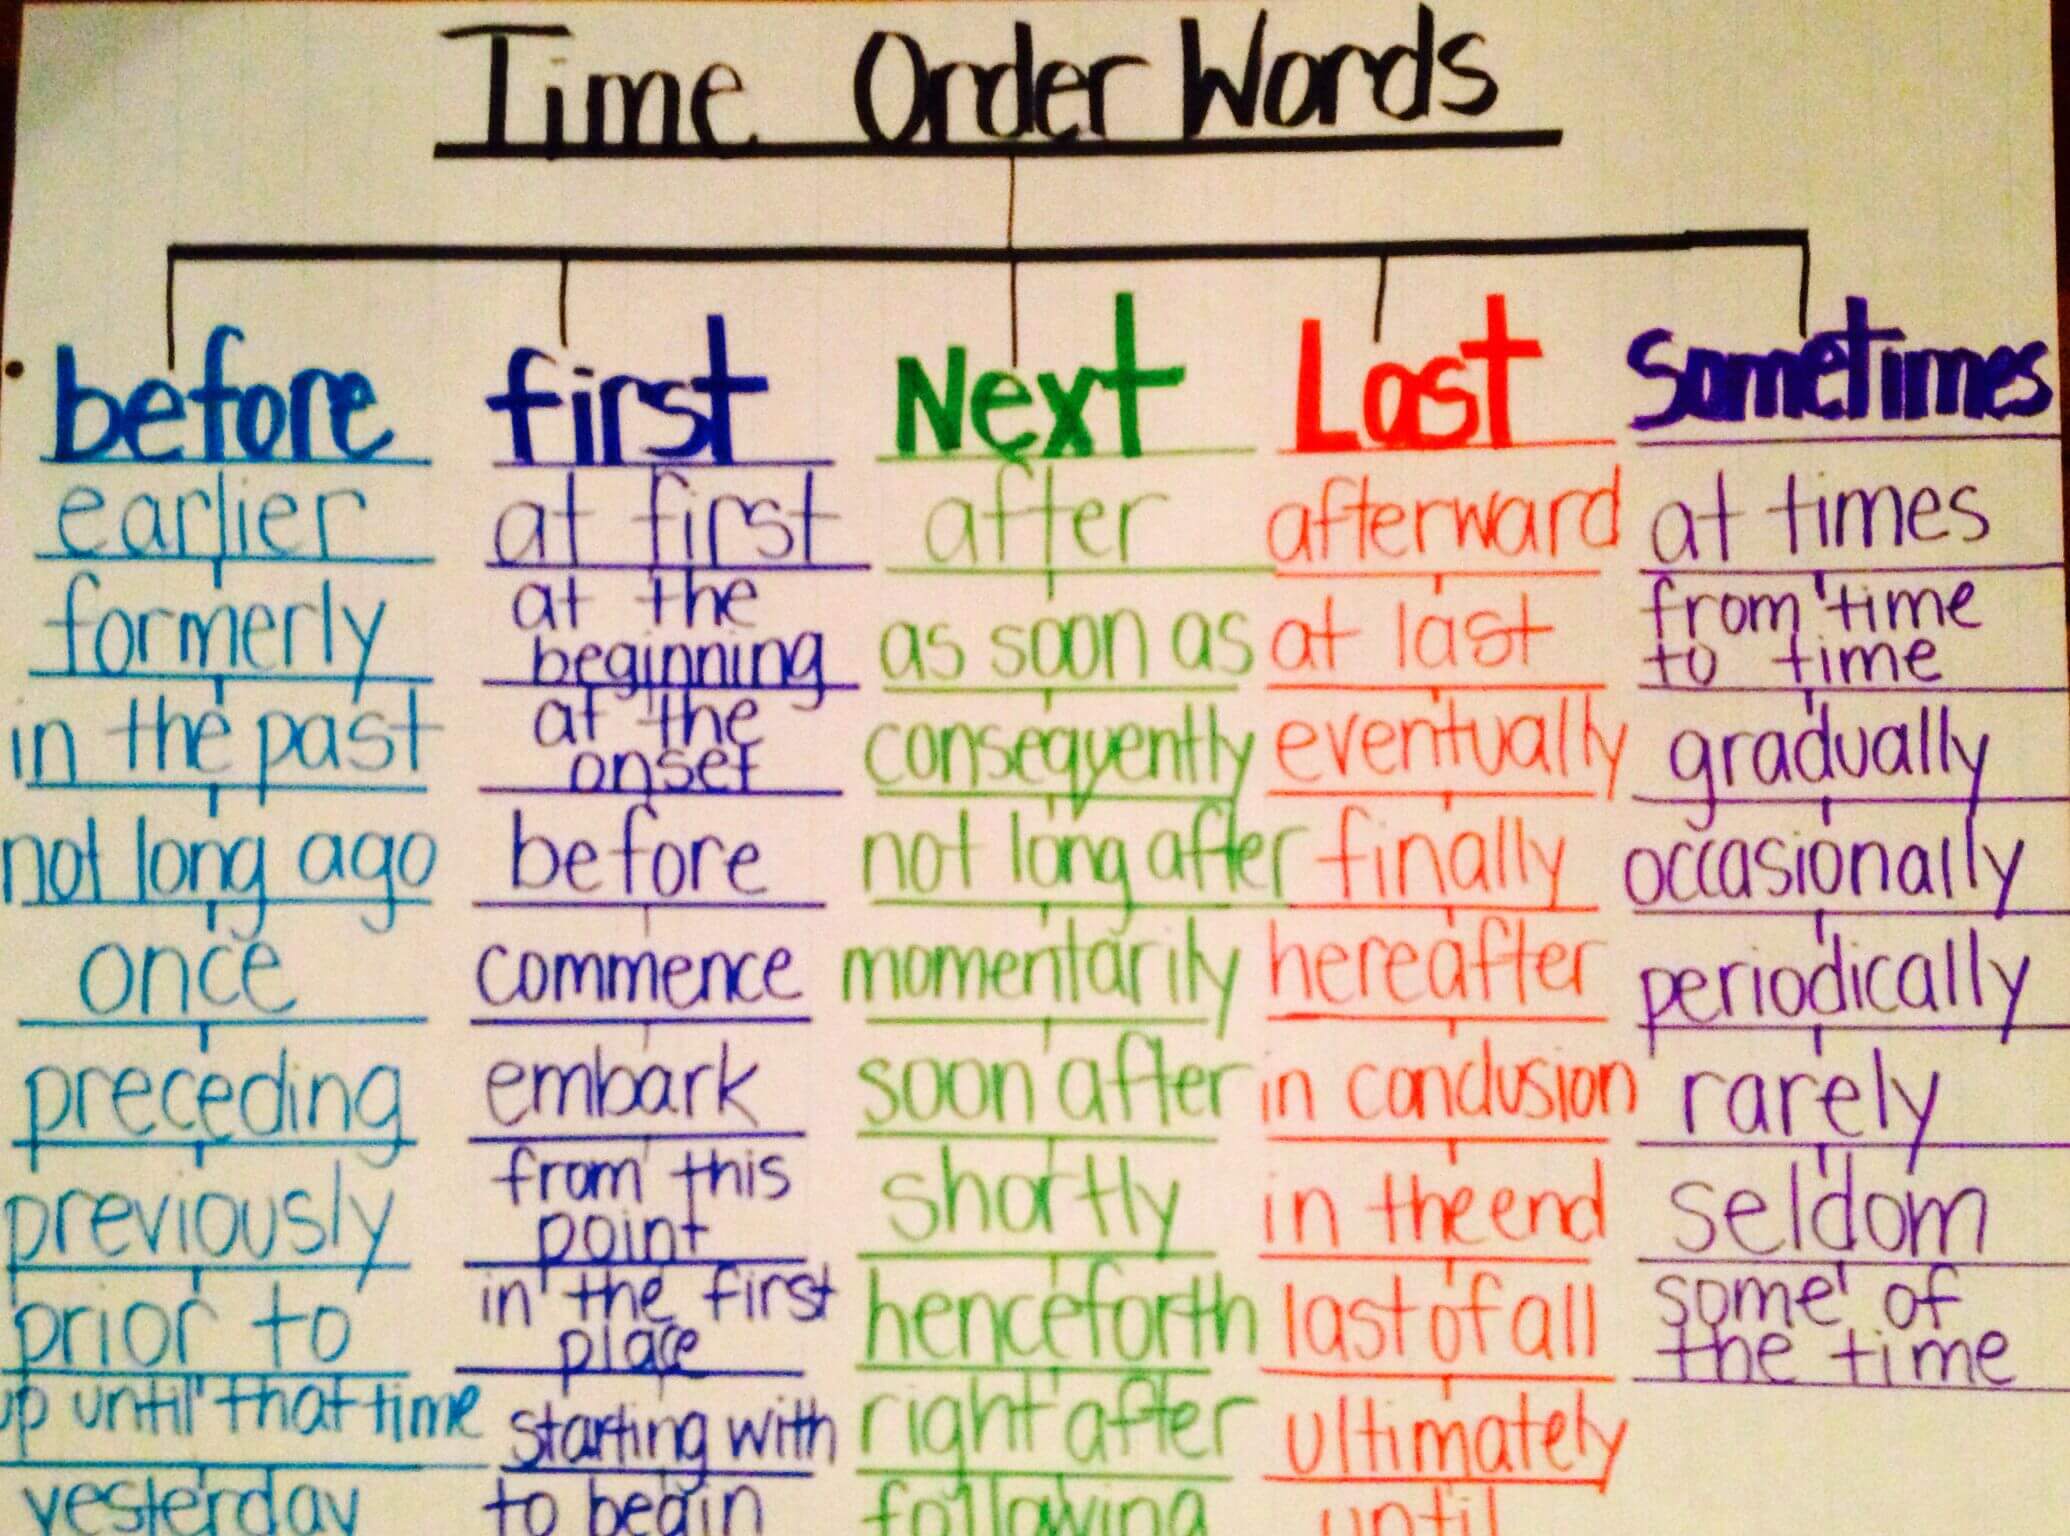 Time Order Words
before
earlier
formerly
in the past
not long ago
once
preceding
previously
prior to
up until that time
yesterday
first
at first
at the
beginning
at the
onset
before
commence
embark
from this
point
in the first
place
starting with
to begin
Next
after
as soon as
consequently
not long after
momentarily
soon after
shortly
henceforth
right after
following
Last
afterward
at last
eventually
finally
hereafter
in conclusion
in the end
last of all
ultimately
until
Sometimes
at times
from time
to time
gradually
occasionally
periodically
rarely
seldom
some of
the time